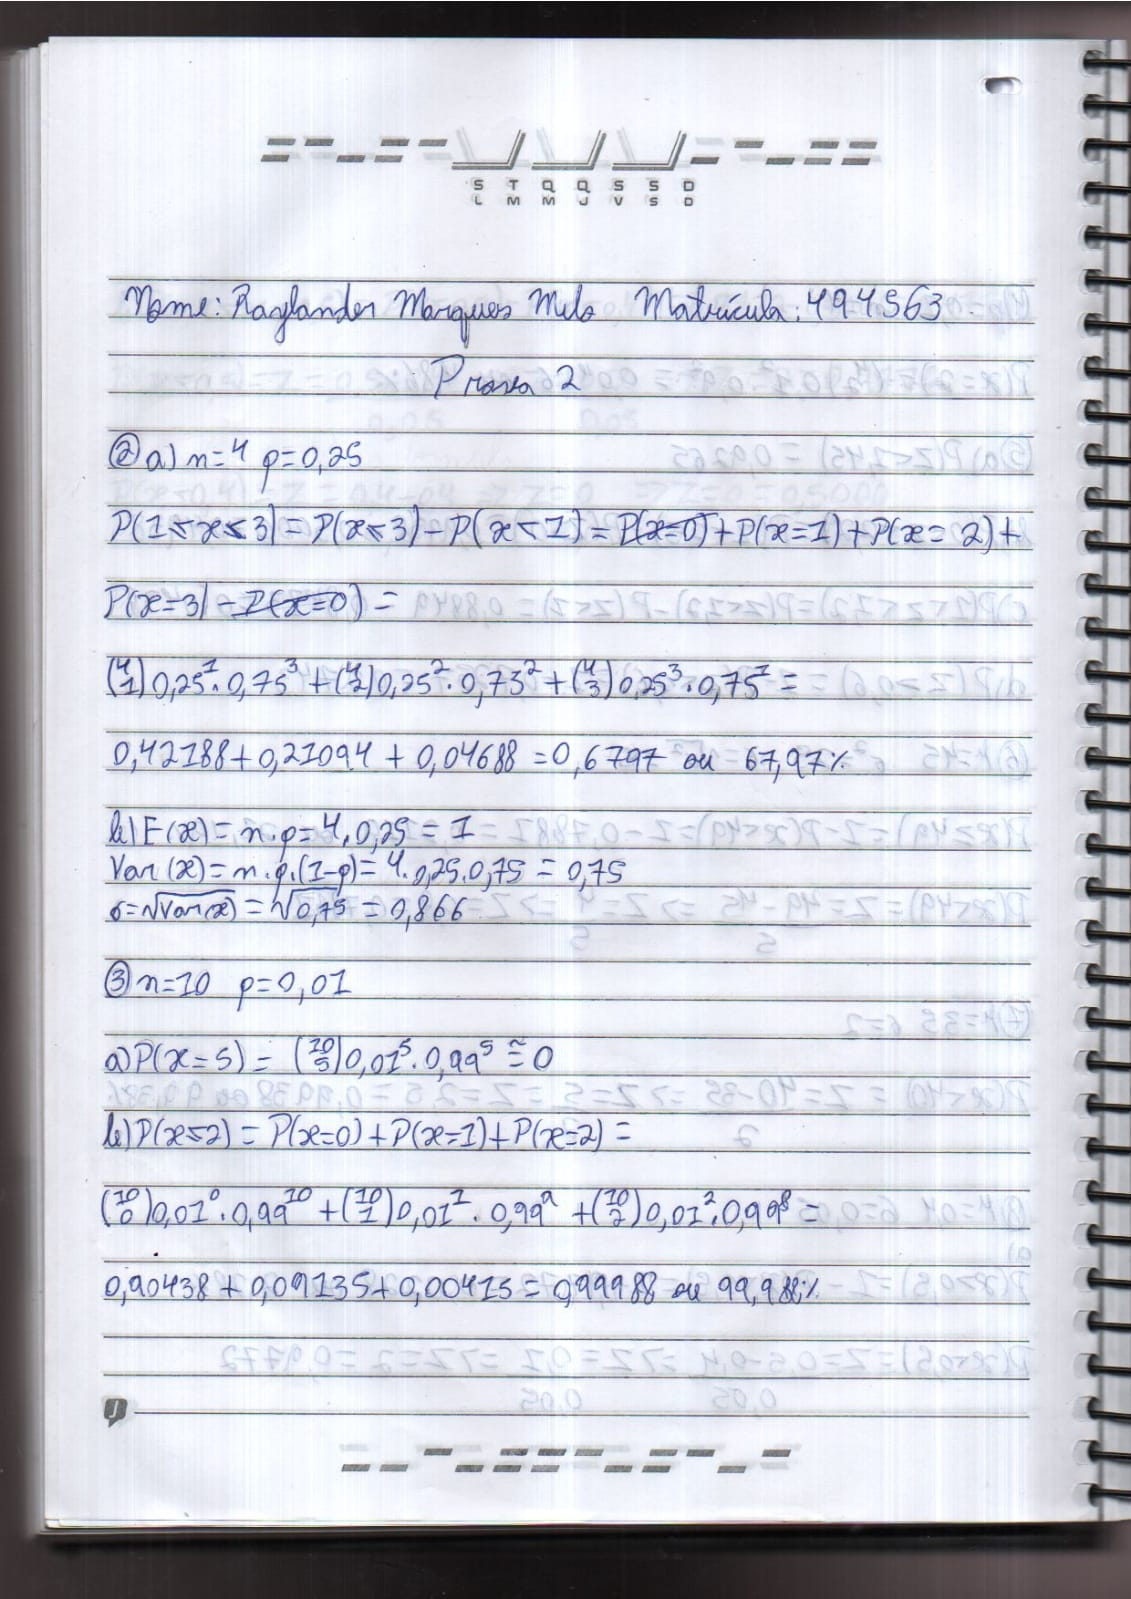 S T Q Q S S D
L M M J V S D
Nome: Raylander Marques Melo Matrícula: 494563
Prova 2
② a) n=4 p=0,25
P(1≤x≤3) = P(x≤3) - P(x<1) = P(x=0) + P(x=1) + P(x=2) +
P(x=3) - P(x=0) =
(4 1) 0,25¹ . 0,75³ + (4 2) 0,25² . 0,75² + (4 3) 0,25³ . 0,75¹ =
0,42188 + 0,21094 + 0,04688 = 0,6797 ou 67,97%
b) E(x) = n.p = 4.0,25 = 1
Var(x) = n.p.(1-p) = 4.0,25.0,75 = 0,75
σ = √Var(x) = √0,75 = 0,866
③ n=10 p=0,01
a) P(x=5) = (10 5) 0,01⁵ . 0,99⁵ ≅ 0
b) P(x≤2) = P(x=0) + P(x=1) + P(x=2) =
(10 0) 0,01⁰ . 0,99¹⁰ + (10 1) 0,01¹ . 0,99⁹ + (10 2) 0,01² . 0,99⁸ =
0,90438 + 0,09135 + 0,00415 = 0,99988 ou 99,988%